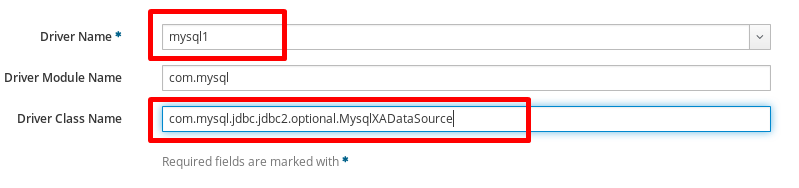 Driver Name * mysql1
Driver Module Name com.mysql
Driver Class Name com.mysql.jdbc.jdbc2.optional.MysqlXADataSource
Required fields are marked with *